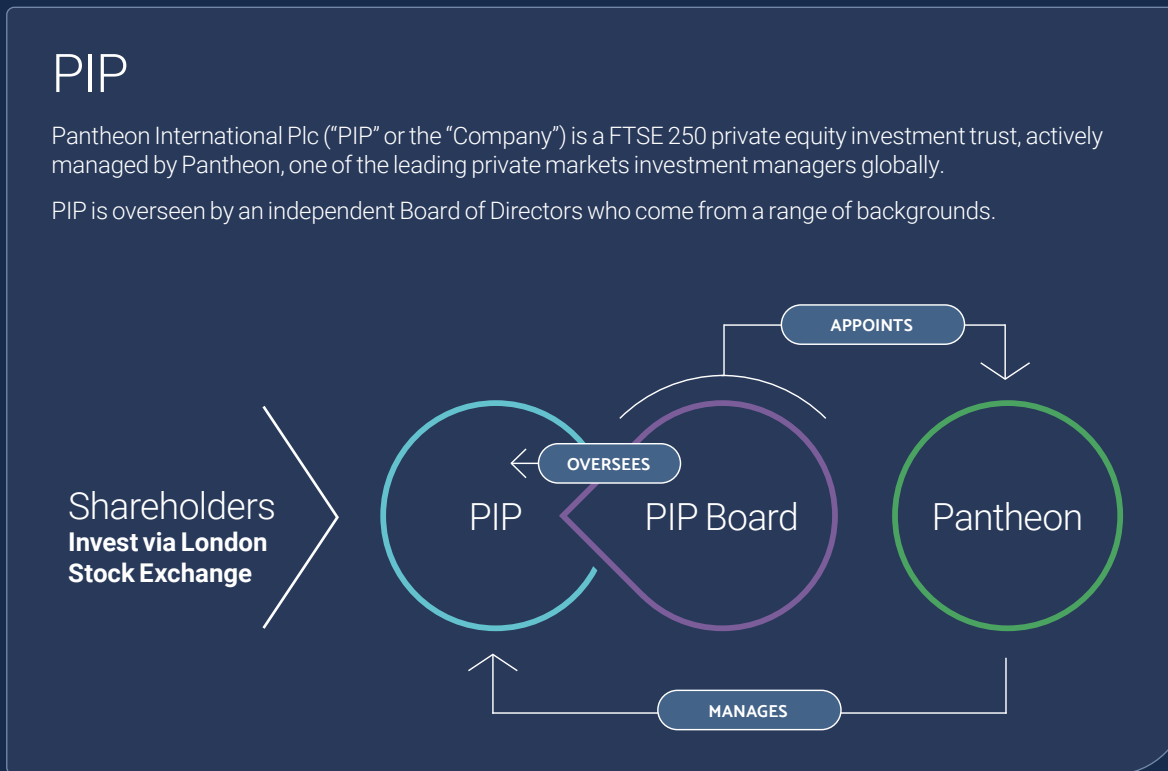 PIP
Pantheon International Plc (“PIP” or the “Company”) is a FTSE 250 private equity investment trust, actively
managed by Pantheon, one of the leading private markets investment managers globally.
PIP is overseen by an independent Board of Directors who come from a range of backgrounds.
APPOINTS
OVERSEES
Shareholders
Invest via London
Stock Exchange
PIP
PIP Board
Pantheon
MANAGES